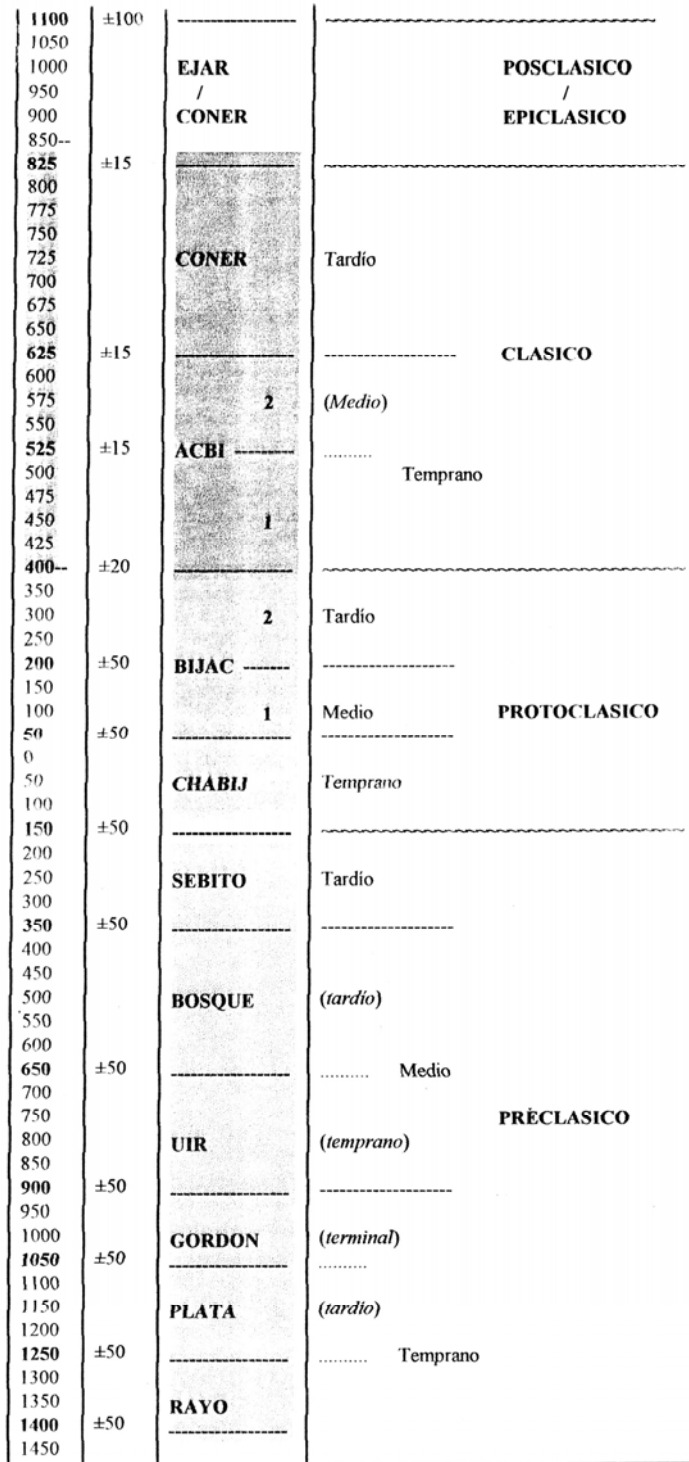 1100 ±100
1050
1000 EJAR POSCLASICO
950 / /
900 CONER EPICLASICO
850--
825 ±15
800
775
750
725 CONER Tardío
700
675
650
625 ±15 CLASICO
600
575 2 (Medio)
550
525 ±15 ACBI
500 Temprano
475
450 1
425
400-- ±20
350
300 2 Tardío
250
200 ±50 BIJAC
150
100 1 Medio PROTOCLASICO
50 ±50
0
50 CHABIJ Temprano
100
150 ±50
200
250 SEBITO Tardío
300
350 ±50
400
450
500 BOSQUE (tardío)
550
600
650 ±50 Medio
700
750 PRECLASICO
800 UIR (temprano)
850
900 ±50
950
1000 GORDON (terminal)
1050 ±50
1100
1150 PLATA (tardío)
1200
1250 ±50 Temprano
1300
1350 RAYO
1400 ±50
1450